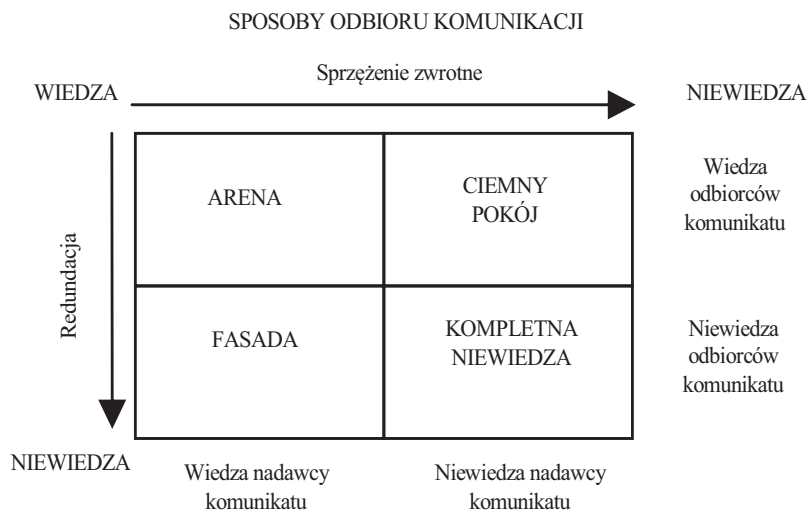 SPOSOBY ODBIORU KOMUNIKACJI
Sprzężenie zwrotne
WIEDZA
NIEWIEDZA
Redundacja
ARENA
CIEMNY
POKÓJ
Wiedza
odbiorców
komunikatu
FASADA
KOMPLETNA
NIEWIEDZA
Niewiedza
odbiorców
komunikatu
NIEWIEDZA
Wiedza nadawcy
komunikatu
Niewiedza nadawcy
komunikatu